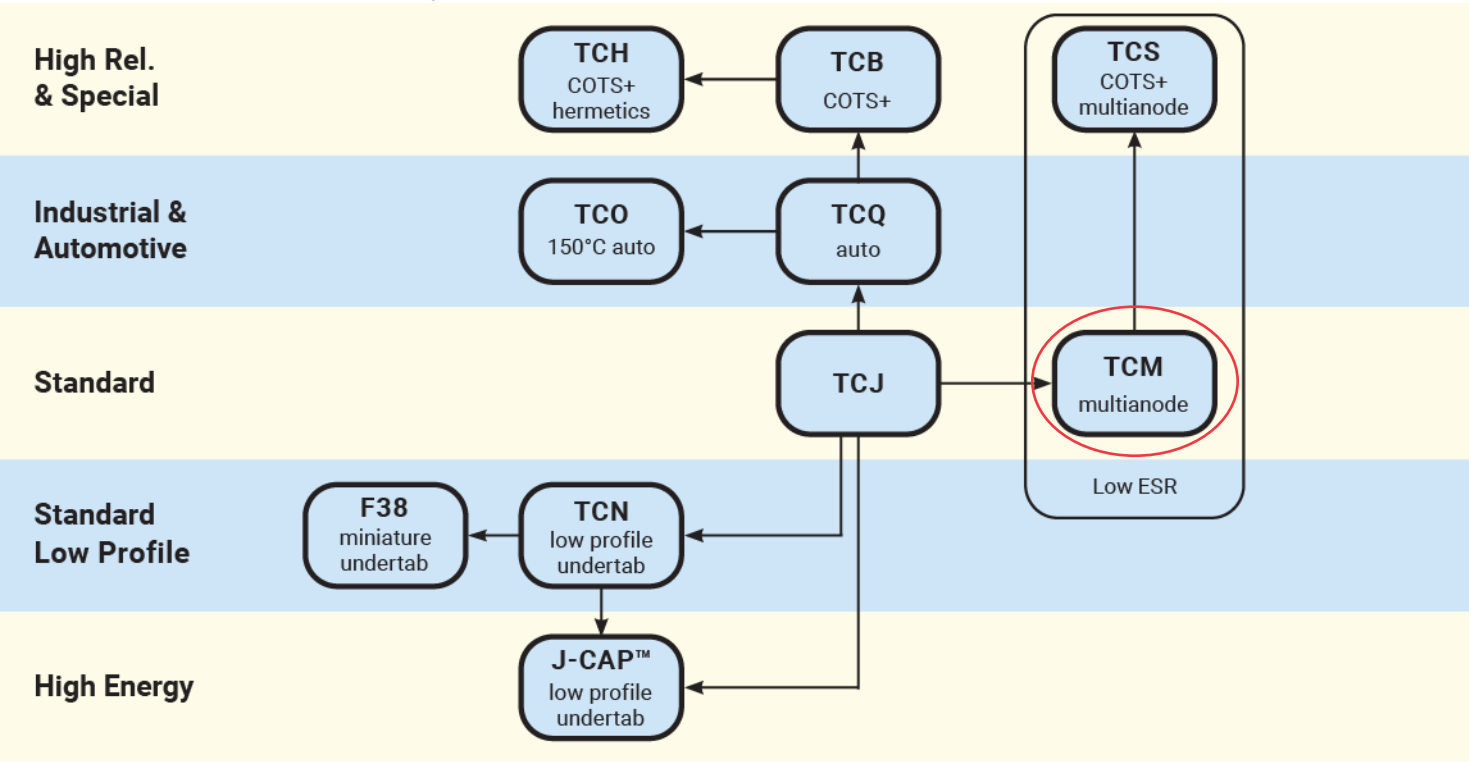 High Rel.
& Special
TCH
COTS+
hermetics
TCB
COTS+
TCS
COTS+
multianode
Industrial &
Automotive
TCO
150°C auto
TCQ
auto
Standard
TCJ
TCM
multianode
Low ESR
Standard
Low Profile
F38
miniature
undertab
TCN
low profile
undertab
High Energy
J-CAP™
low profile
undertab